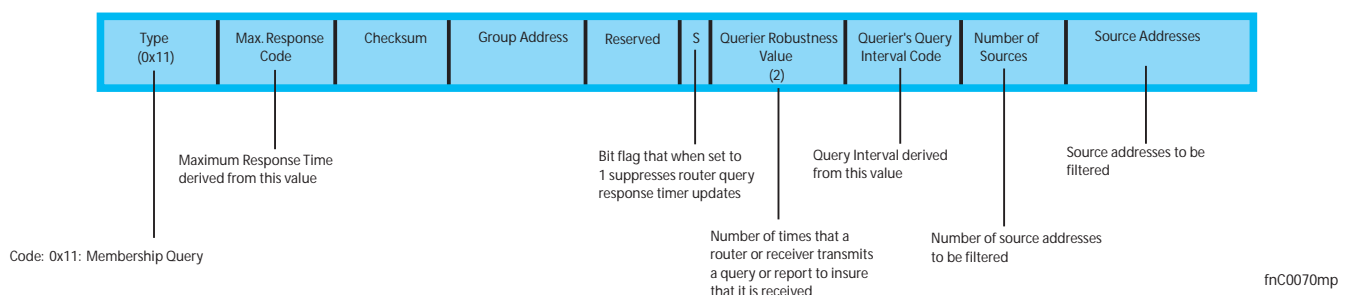 Type
(0x11)
Max. Response
Code
Checksum
Group Address
Reserved
S
Querier Robustness
Value
(2)
Querier's Query
Interval Code
Number of
Sources
Source Addresses
Maximum Response Time
derived from this value
Bit flag that when set to
1 suppresses router query
response timer updates
Query Interval derived
from this value
Source addresses to be
filtered
Code: 0x11: Membership Query
Number of times that a
router or receiver transmits
a query or report to insure
that it is received
Number of source addresses
to be filtered
fnC0070mp